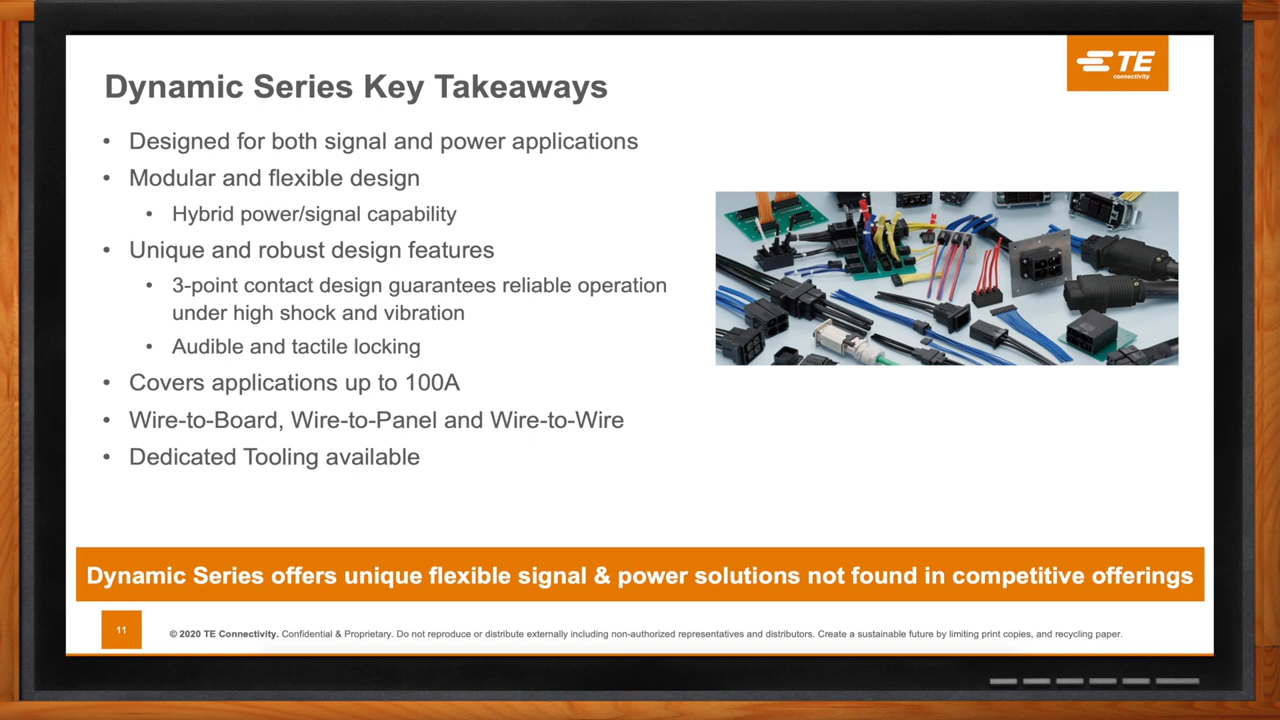 TE
connectivity
Dynamic Series Key Takeaways
• Designed for both signal and power applications
• Modular and flexible design
• Hybrid power/signal capability
• Unique and robust design features
• 3-point contact design guarantees reliable operation
under high shock and vibration
• Audible and tactile locking
• Covers applications up to 100A
• Wire-to-Board, Wire-to-Panel and Wire-to-Wire
• Dedicated Tooling available
Dynamic Series offers unique flexible signal & power solutions not found in competitive offerings
11
© 2020 TE Connectivity. Confidential & Proprietary. Do not reproduce or distribute externally including non-authorized representatives and distributors. Create a sustainable future by limiting print copies, and recycling paper.